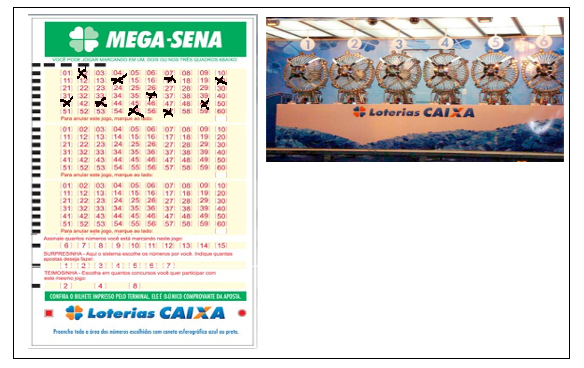 MEGA-SENA
VOCÊ PODE JOGAR MARCANDO EM UM, DOIS OU NOS TRÊS QUADROS ABAIXO
01 03 04 05 06 07 08 09 10
11 12 13 15 16 18 19
21 22 23 24 25 26 27 28 29 30
31 32 33 34 35 37 38 39 40
42 44 45 46 47 48 50
51 52 53 54 56 58 59 60
Para anular este jogo, marque ao lado:
01 02 03 04 05 06 07 08 09 10
11 12 13 14 15 16 17 18 19 20
21 22 23 24 25 26 27 28 29 30
31 32 33 34 35 36 37 38 39 40
41 42 43 44 45 46 47 48 49 50
51 52 53 54 55 56 57 58 59 60
Para anular este jogo, marque ao lado:
01 02 03 04 05 06 07 08 09 10
11 12 13 14 15 16 17 18 19 20
21 22 23 24 25 26 27 28 29 30
31 32 33 34 35 36 37 38 39 40
41 42 43 44 45 46 47 48 49 50
51 52 53 54 55 56 57 58 59 60
Para anular este jogo, marque ao lado:
Assinale quantos números você está marcando neste jogo:
6 7 8 9 10 11 12 13 14 15
SURPRESINHA - Aqui o sistema escolhe os números por você. Indique quantas
apostas deseja fazer:
1 2 3 4 5 6 7
TEIMOSINHA - Escolha em quantos concursos você quer participar com
este mesmo jogo:
2 4 8
CONFIRA O BILHETE IMPRESSO PELO TERMINAL. ELE É O ÚNICO COMPROVANTE DA APOSTA.
Loterias CAIXA
Preencha toda a área dos números escolhidos com caneta esferográfica azul ou preta.
1 2 3 4 5 6
Loterias CAIXA